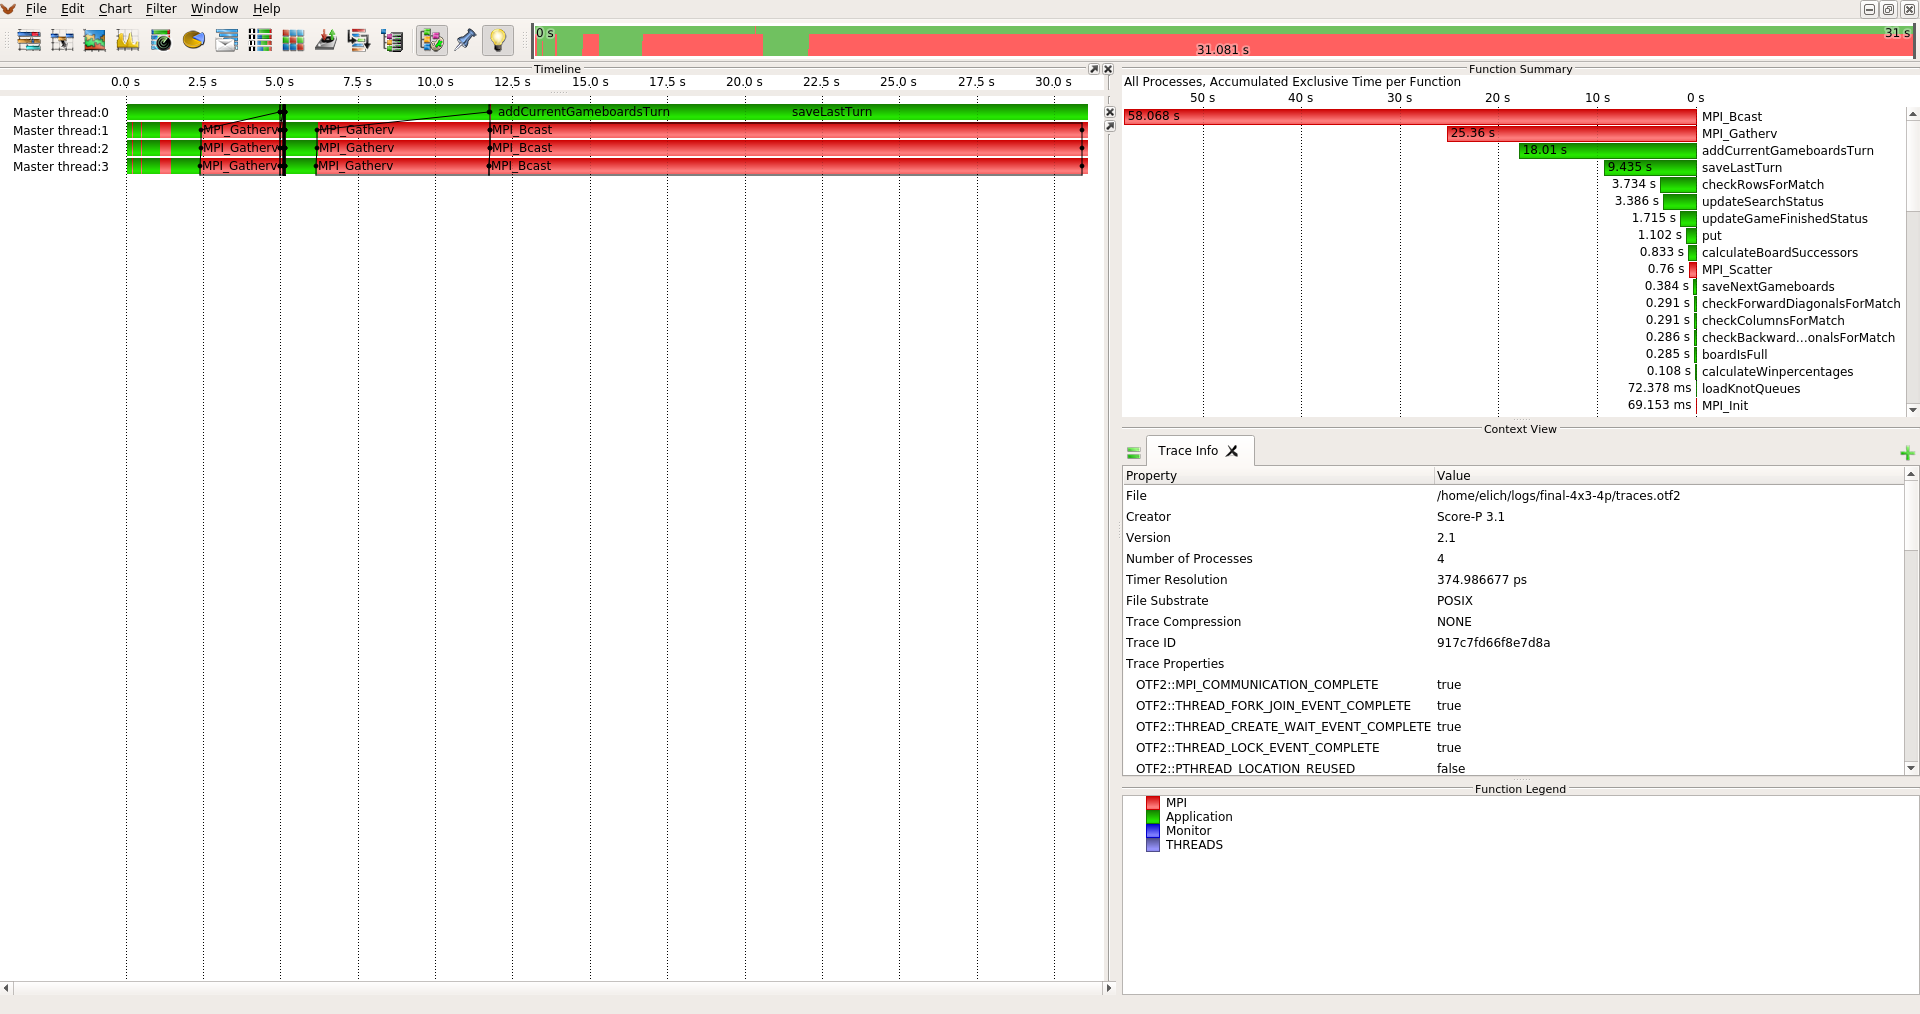 File Edit Chart Filter Window Help
0 s 31 s
31.081 s
Timeline
0.0 s 2.5 s 5.0 s 7.5 s 10.0 s 12.5 s 15.0 s 17.5 s 20.0 s 22.5 s 25.0 s 27.5 s 30.0 s
Master thread:0 addCurrentGameboardsTurn saveLastTurn
Master thread:1 MPI_Gatherv MPI_Gatherv MPI_Bcast
Master thread:2 MPI_Gatherv MPI_Gatherv MPI_Bcast
Master thread:3 MPI_Gatherv MPI_Gatherv MPI_Bcast
Function Summary
All Processes, Accumulated Exclusive Time per Function
50 s 40 s 30 s 20 s 10 s 0 s
58.068 s MPI_Bcast
25.36 s MPI_Gatherv
18.01 s addCurrentGameboardsTurn
9.435 s saveLastTurn
3.734 s checkRowsForMatch
3.386 s updateSearchStatus
1.715 s updateGameFinishedStatus
1.102 s put
0.833 s calculateBoardSuccessors
0.76 s MPI_Scatter
0.384 s saveNextGameboards
0.291 s checkForwardDiagonalsForMatch
0.291 s checkColumnsForMatch
0.286 s checkBackward...onalsForMatch
0.285 s boardIsFull
0.108 s calculateWinpercentages
72.378 ms loadKnotQueues
69.153 ms MPI_Init
Context View
Trace Info
Property Value
File /home/elich/logs/final-4x3-4p/traces.otf2
Creator Score-P 3.1
Version 2.1
Number of Processes 4
Timer Resolution 374.986677 ps
File Substrate POSIX
Trace Compression NONE
Trace ID 917c7fd66f8e7d8a
Trace Properties
OTF2::MPI_COMMUNICATION_COMPLETE true
OTF2::THREAD_FORK_JOIN_EVENT_COMPLETE true
OTF2::THREAD_CREATE_WAIT_EVENT_COMPLETE true
OTF2::THREAD_LOCK_EVENT_COMPLETE true
OTF2::PTHREAD_LOCATION_REUSED false
Function Legend
MPI
Application
Monitor
THREADS